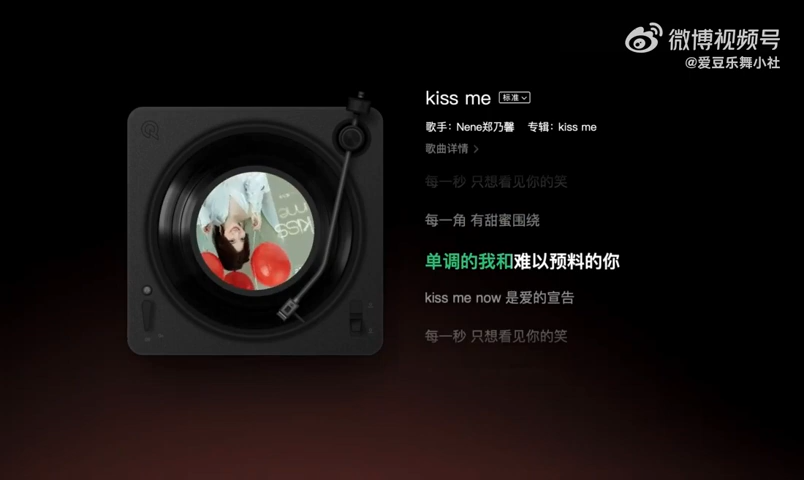 微博视频号
@爱豆乐舞小社
kiss me 标准
歌手：Nene郑乃馨 专辑：kiss me
歌曲详情
每一秒 只想看见你的笑
每一角 有甜蜜围绕
单调的我和难以预料的你
kiss me now 是爱的宣告
每一秒 只想看见你的笑